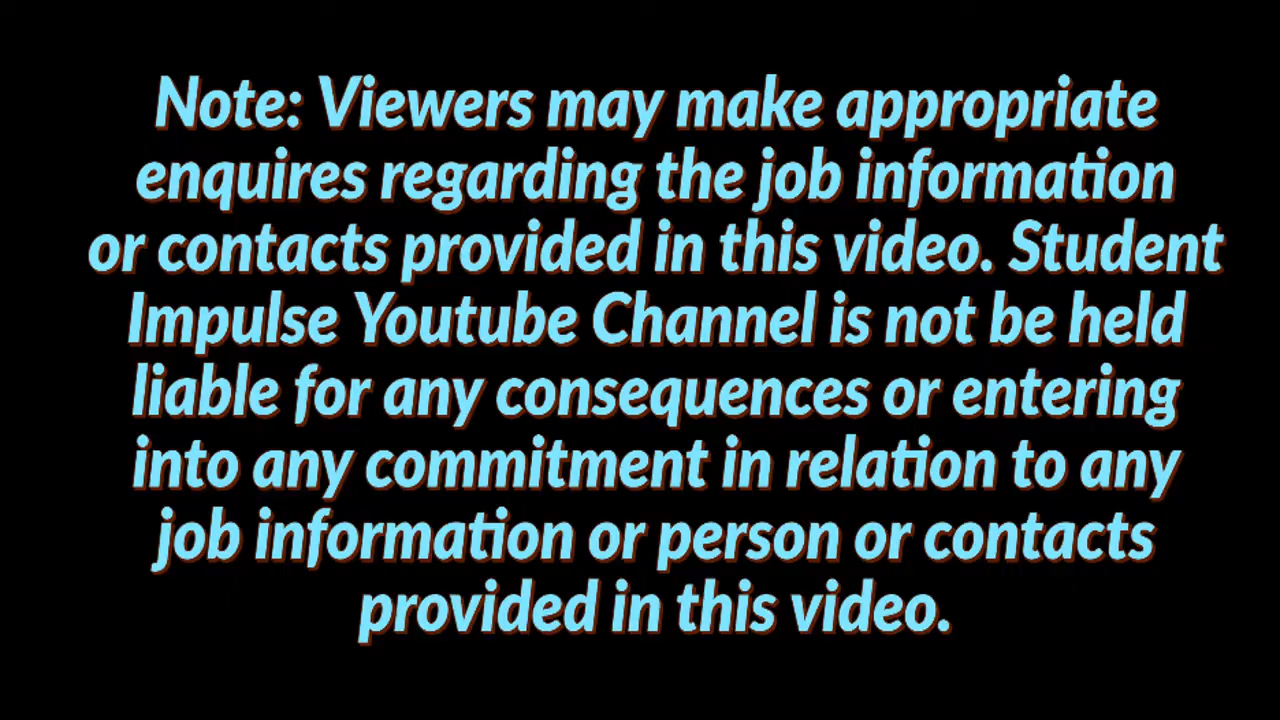 Note: Viewers may make appropriate
enquires regarding the job information
or contacts provided in this video. Student
Impulse Youtube Channel is not be held
liable for any consequences or entering
into any commitment in relation to any
job information or person or contacts
provided in this video.